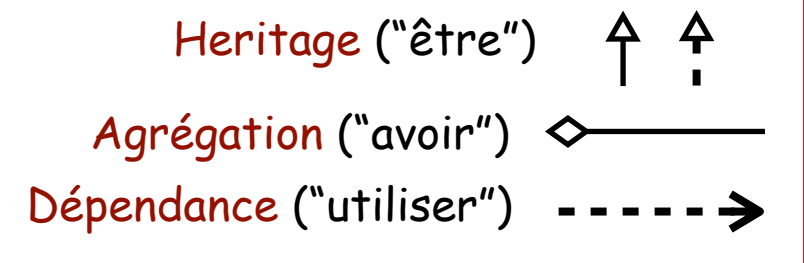 Heritage (“être”)
Agrégation (“avoir”)
Dépendance (“utiliser”)